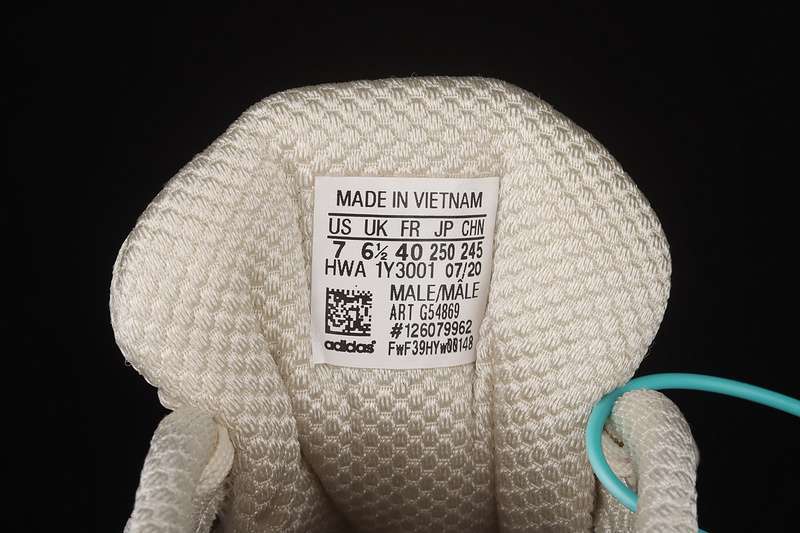 MADE IN VIETNAM
US UK FR JP CHN
7 6½ 40 250 245
HWA 1Y3001 07/20
MALE/MÂLE
ART G54869
#126079962
adidas® FwF39HYw00148